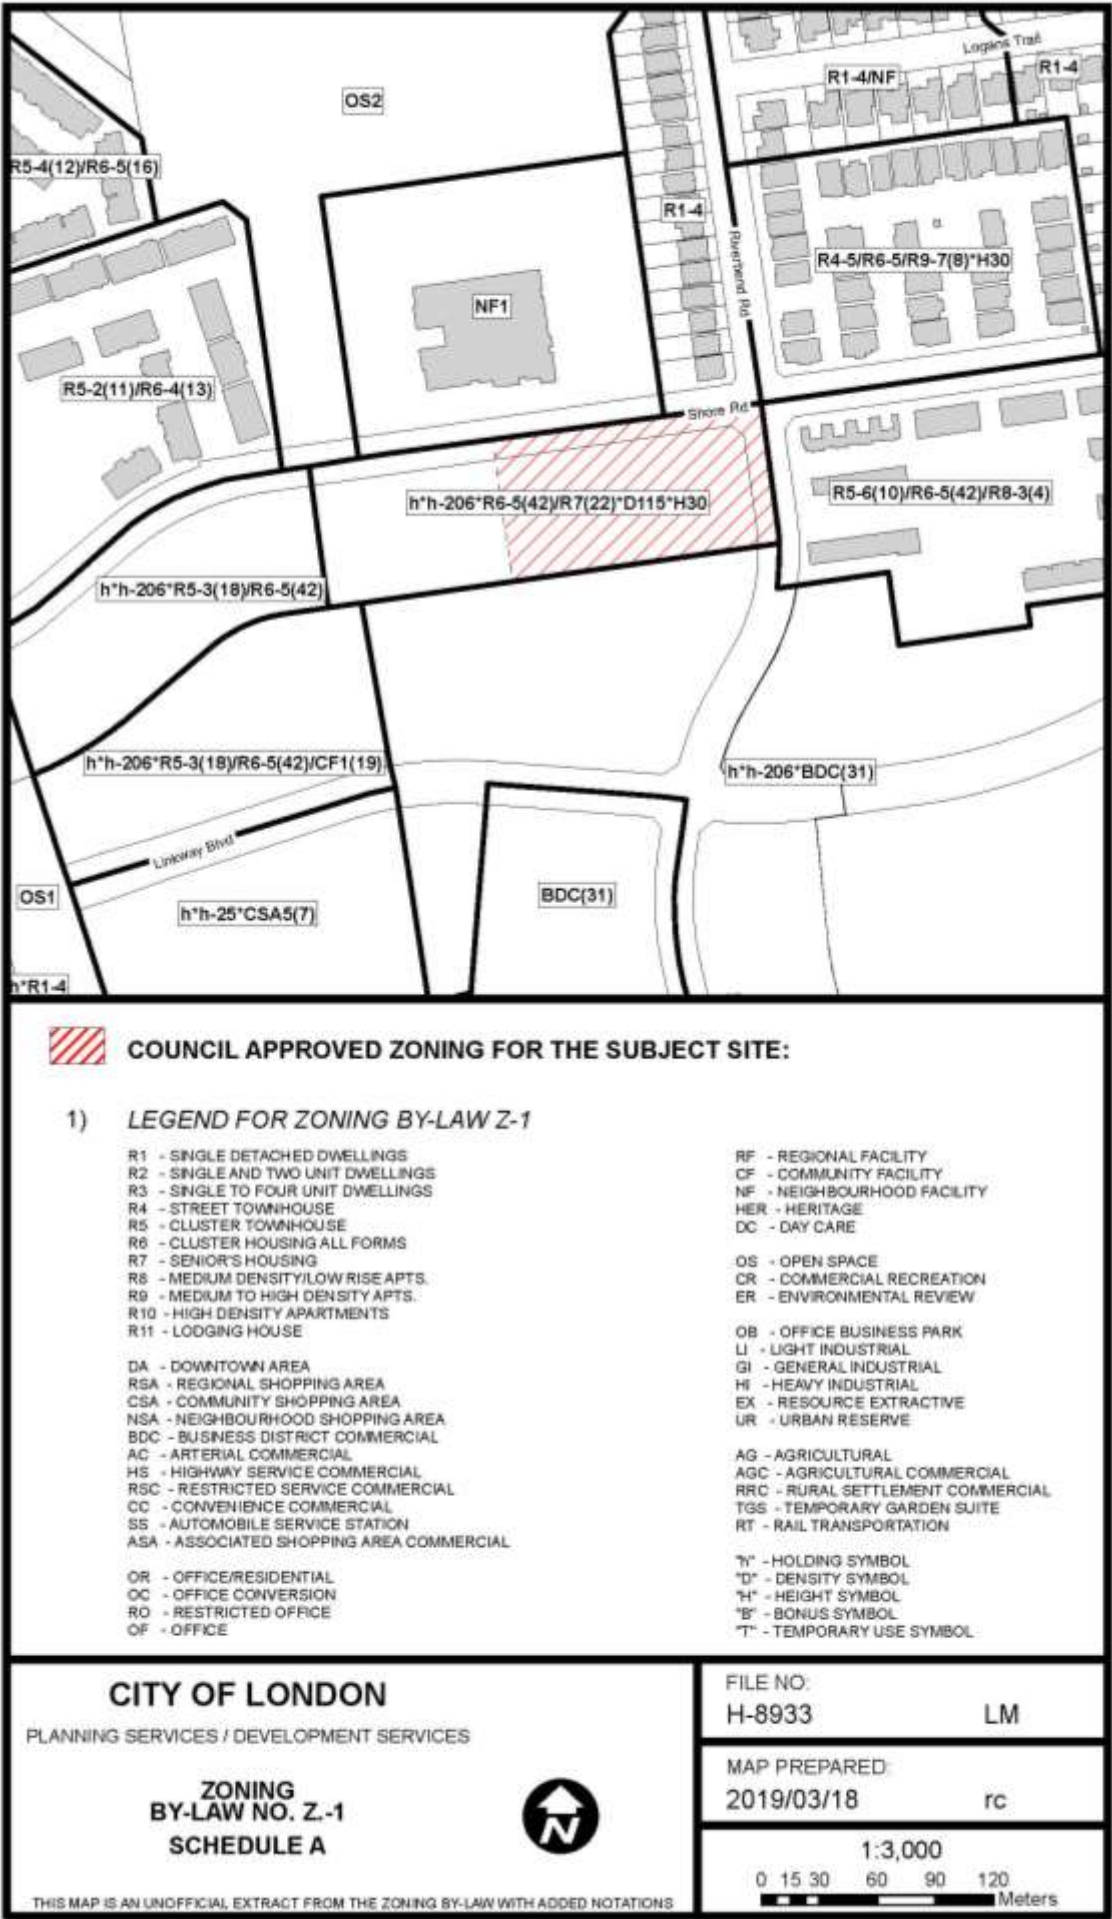 Logans Trail
R1-4/NF
R1-4
OS2
R5-4(12)/R6-5(16)
R1-4
Riverbend Rd
R4-5/R6-5/R9-7(8)*H30
NF1
R5-2(11)/R6-4(13)
Shore Rd
h*h-206*R6-5(42)/R7(22)*D115*H30
R5-6(10)/R6-5(42)/R8-3(4)
h*h-206*R5-3(18)/R6-5(42)
h*h-206*R5-3(18)/R6-5(42)/CF1(19)
h*h-206*BDC(31)
Linkway Blvd
OS1
h*h-25*CSA5(7)
BDC(31)
h*R1-4
COUNCIL APPROVED ZONING FOR THE SUBJECT SITE:
1) LEGEND FOR ZONING BY-LAW Z-1
R1 - SINGLE DETACHED DWELLINGS
R2 - SINGLE AND TWO UNIT DWELLINGS
R3 - SINGLE TO FOUR UNIT DWELLINGS
R4 - STREET TOWNHOUSE
R5 - CLUSTER TOWNHOUSE
R6 - CLUSTER HOUSING ALL FORMS
R7 - SENIOR'S HOUSING
R8 - MEDIUM DENSITY/LOW RISE APTS.
R9 - MEDIUM TO HIGH DENSITY APTS.
R10 - HIGH DENSITY APARTMENTS
R11 - LODGING HOUSE
DA - DOWNTOWN AREA
RSA - REGIONAL SHOPPING AREA
CSA - COMMUNITY SHOPPING AREA
NSA - NEIGHBOURHOOD SHOPPING AREA
BDC - BUSINESS DISTRICT COMMERCIAL
AC - ARTERIAL COMMERCIAL
HS - HIGHWAY SERVICE COMMERCIAL
RSC - RESTRICTED SERVICE COMMERCIAL
CC - CONVENIENCE COMMERCIAL
SS - AUTOMOBILE SERVICE STATION
ASA - ASSOCIATED SHOPPING AREA COMMERCIAL
OR - OFFICE/RESIDENTIAL
OC - OFFICE CONVERSION
RO - RESTRICTED OFFICE
OF - OFFICE
RF - REGIONAL FACILITY
CF - COMMUNITY FACILITY
NF - NEIGHBOURHOOD FACILITY
HER - HERITAGE
DC - DAY CARE
OS - OPEN SPACE
CR - COMMERCIAL RECREATION
ER - ENVIRONMENTAL REVIEW
OB - OFFICE BUSINESS PARK
LI - LIGHT INDUSTRIAL
GI - GENERAL INDUSTRIAL
HI - HEAVY INDUSTRIAL
EX - RESOURCE EXTRACTIVE
UR - URBAN RESERVE
AG - AGRICULTURAL
AGC - AGRICULTURAL COMMERCIAL
RRC - RURAL SETTLEMENT COMMERCIAL
TGS - TEMPORARY GARDEN SUITE
RT - RAIL TRANSPORTATION
"h" - HOLDING SYMBOL
"D" - DENSITY SYMBOL
"H" - HEIGHT SYMBOL
"B" - BONUS SYMBOL
"T" - TEMPORARY USE SYMBOL
CITY OF LONDON
PLANNING SERVICES / DEVELOPMENT SERVICES
ZONING
BY-LAW NO. Z.-1
SCHEDULE A
N
THIS MAP IS AN UNOFFICIAL EXTRACT FROM THE ZONING BY-LAW WITH ADDED NOTATIONS
FILE NO:
H-8933 LM
MAP PREPARED:
2019/03/18 rc
1:3,000
0 15 30 60 90 120
Meters